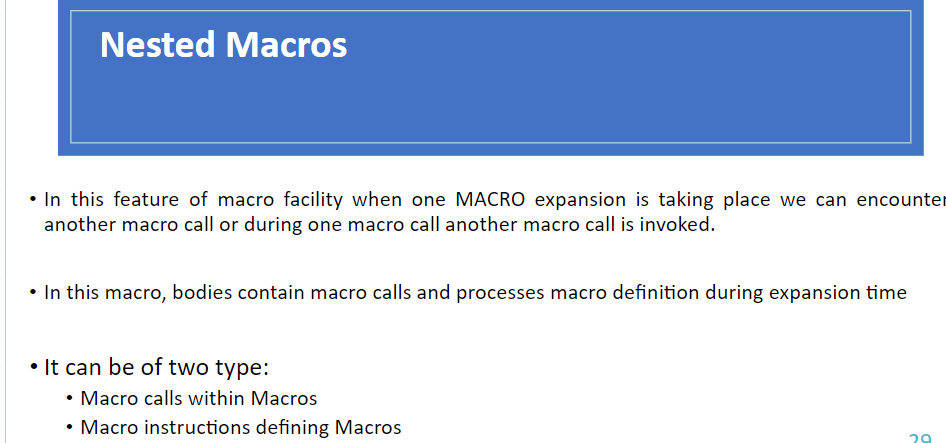 Nested Macros
• In this feature of macro facility when one MACRO expansion is taking place we can encounter
another macro call or during one macro call another macro call is invoked.
• In this macro, bodies contain macro calls and processes macro definition during expansion time
• It can be of two type:
• Macro calls within Macros
• Macro instructions defining Macros
29